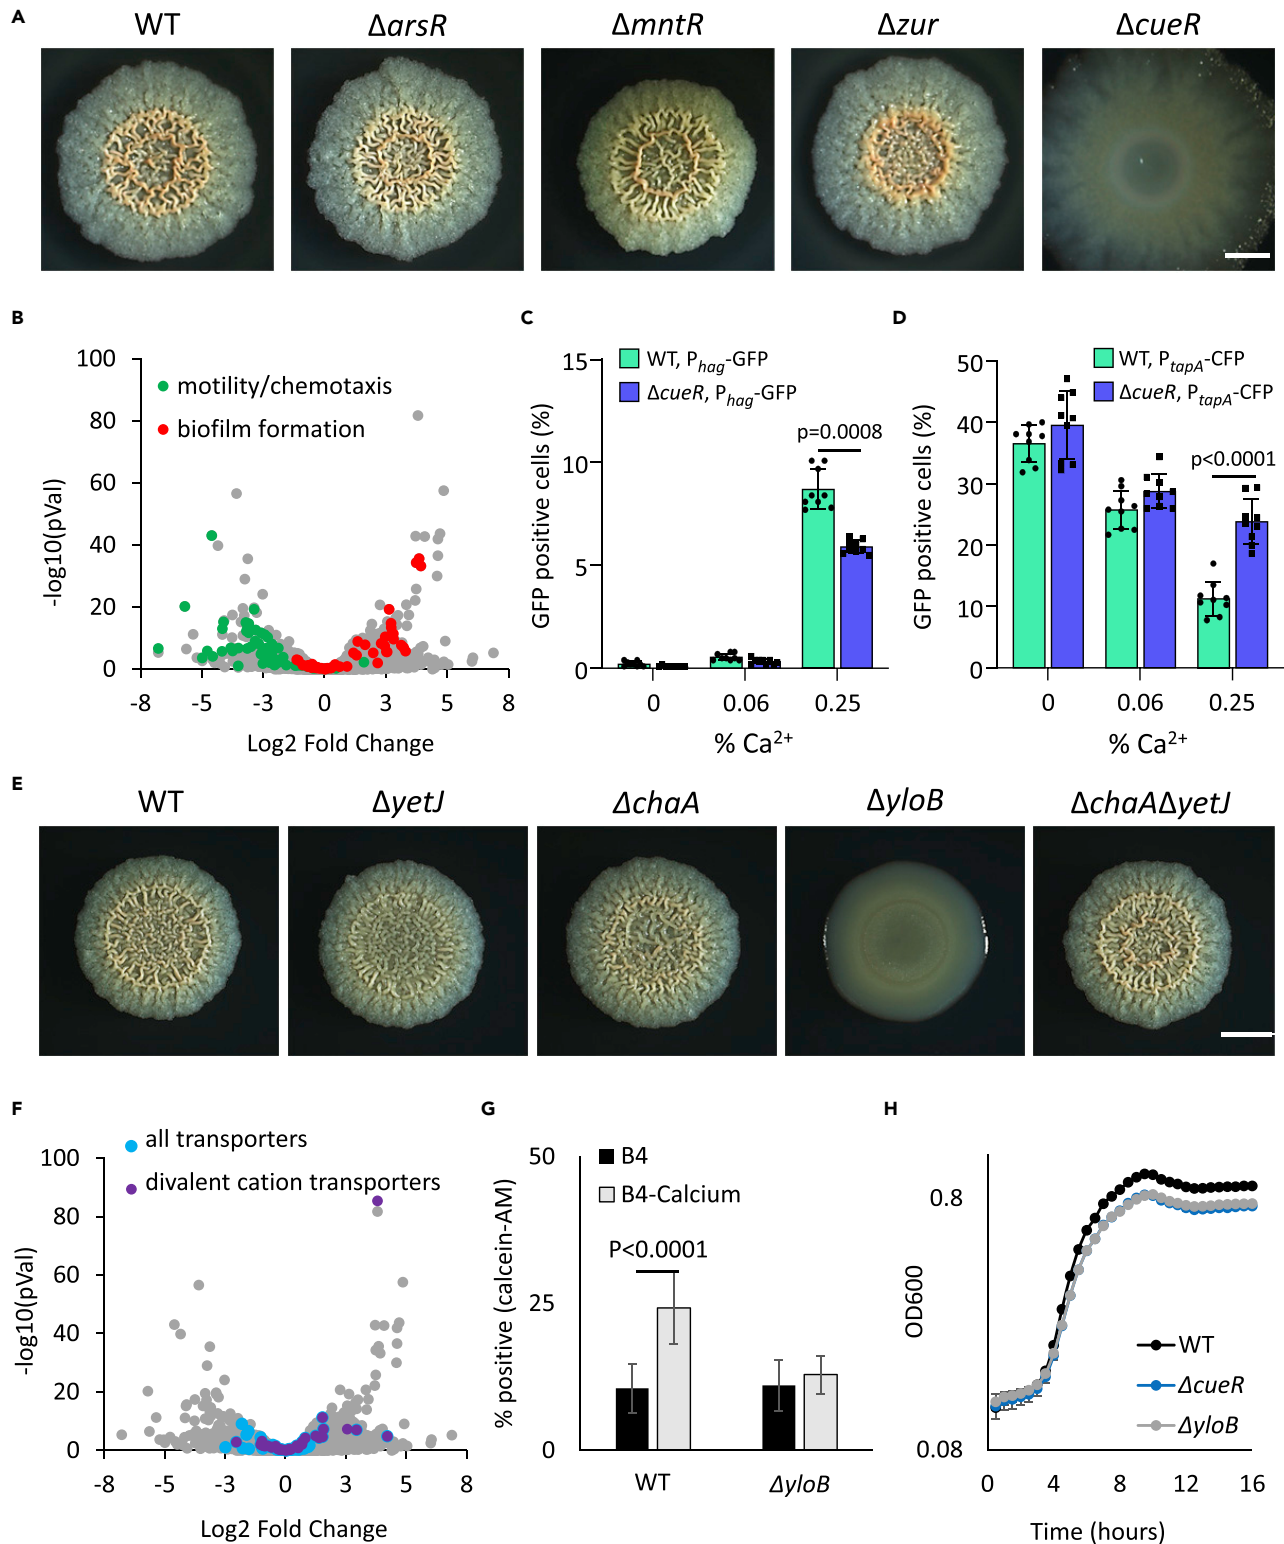 A
WT
ΔarsR
ΔmntR
Δzur
ΔcueR
B
100
80
60
40
20
0
-log10(pVal)
motility/chemotaxis
biofilm formation
-8
-5
-3
0
3
5
8
Log2 Fold Change
C
WT, Phag-GFP
ΔcueR, Phag-GFP
15
10
5
0
GFP positive cells (%)
p=0.0008
0
0.06
0.25
% Ca2+
D
WT, PtapA-CFP
ΔcueR, PtapA-CFP
50
40
30
20
10
0
GFP positive cells (%)
p<0.0001
0
0.06
0.25
% Ca2+
E
WT
ΔyetJ
ΔchaA
ΔyloB
ΔchaAΔyetJ
F
all transporters
divalent cation transporters
100
80
60
40
20
0
-log10(pVal)
-8
-5
-3
0
3
5
8
Log2 Fold Change
G
B4
B4-Calcium
50
25
0
% positive (calcein-AM)
P<0.0001
WT
ΔyloB
H
0.8
0.08
OD600
WT
ΔcueR
ΔyloB
0
4
8
12
16
Time (hours)